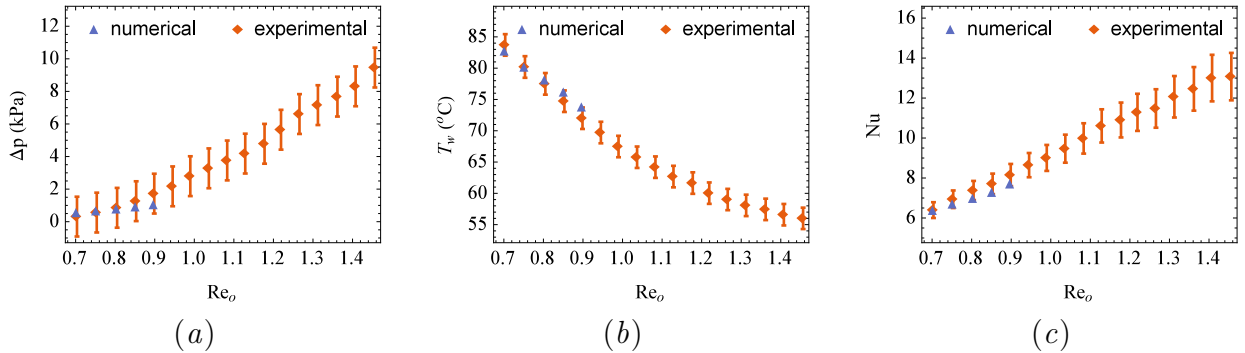 numerical experimental
12
10
8
6
4
2
0
Δp (kPa)
0.7 0.8 0.9 1.0 1.1 1.2 1.3 1.4
Reₒ
(a)
numerical experimental
85
80
75
70
65
60
55
T_w (°C)
0.7 0.8 0.9 1.0 1.1 1.2 1.3 1.4
Reₒ
(b)
numerical experimental
16
14
12
10
8
6
Nu
0.7 0.8 0.9 1.0 1.1 1.2 1.3 1.4
Reₒ
(c)